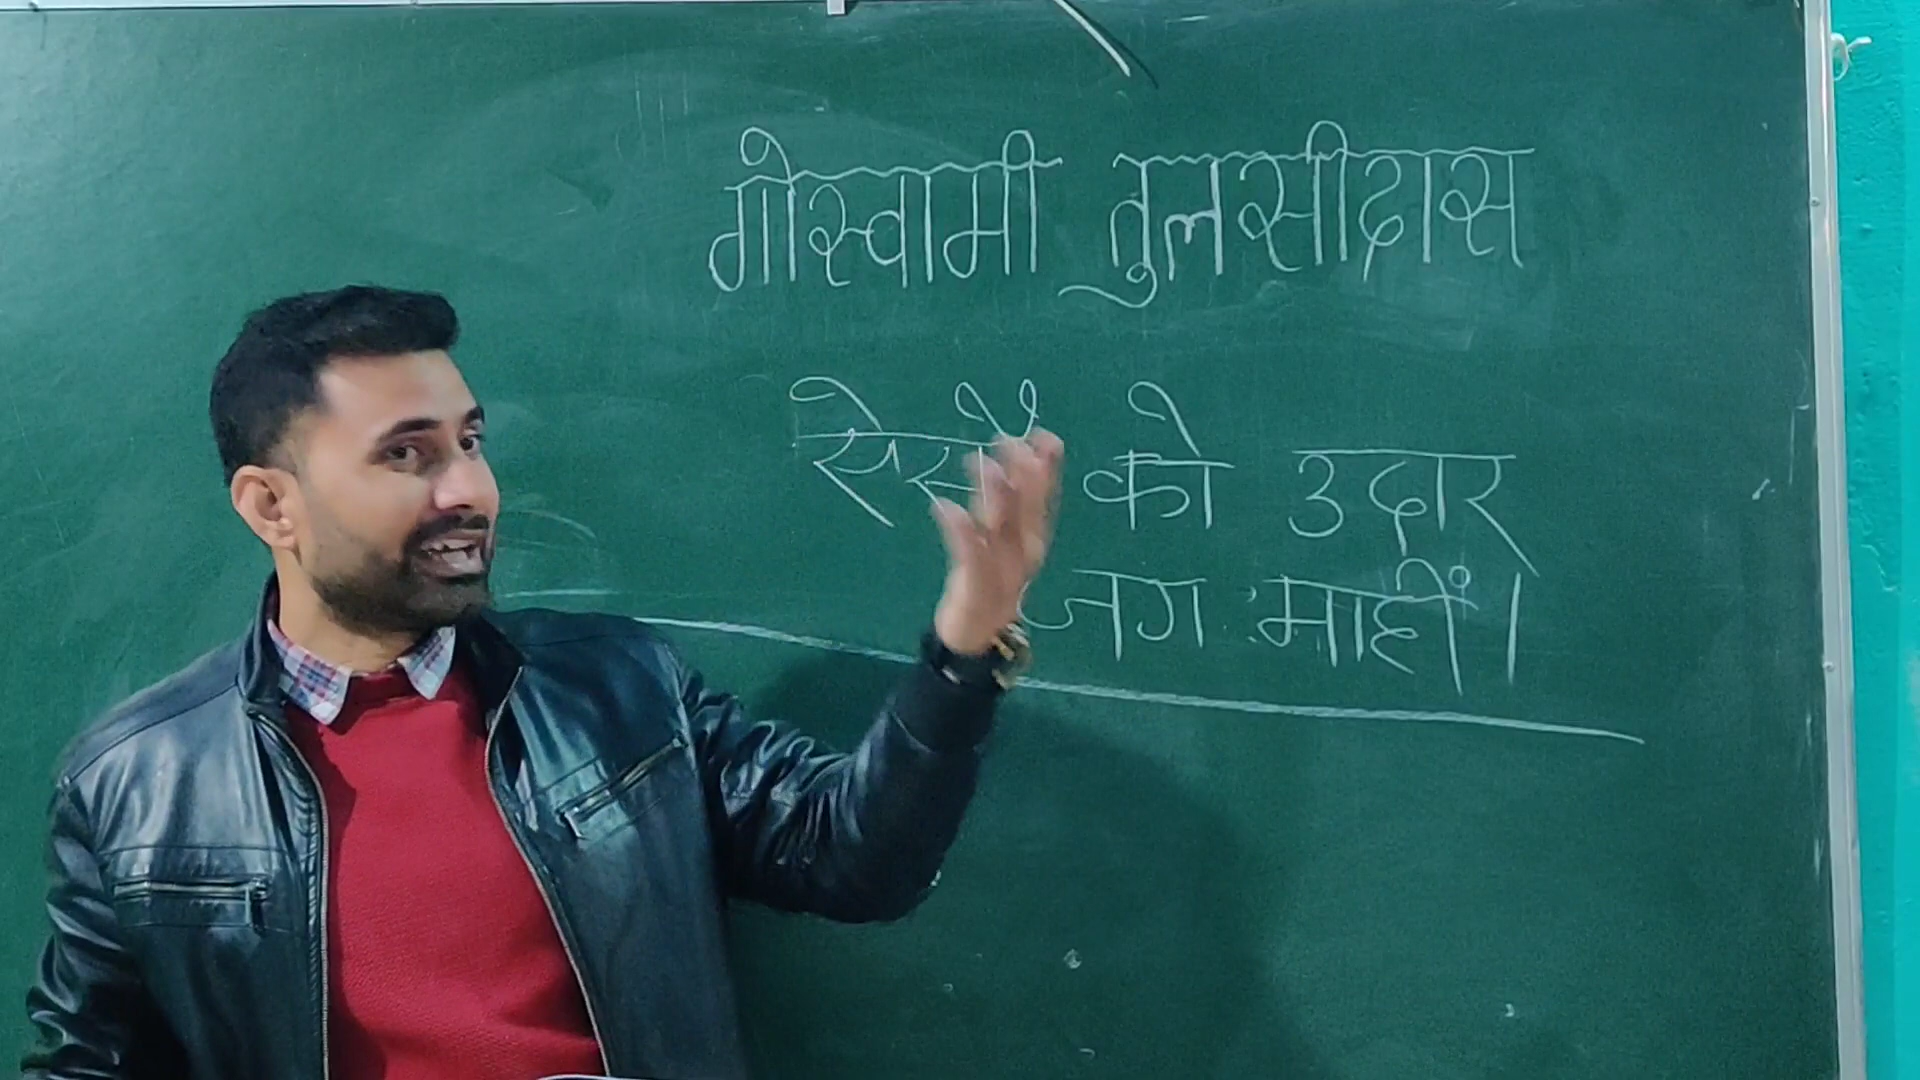 गोस्वामी तुलसीदास
को उदार
जग माहीं।